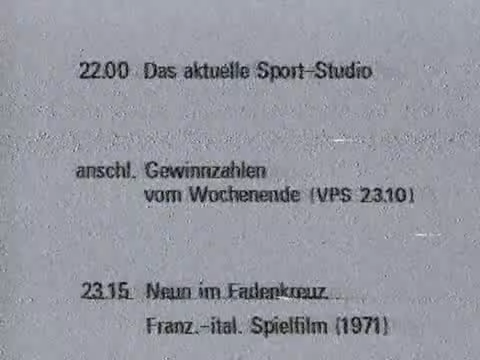 22.00 Das aktuelle Sport-Studio
anschl. Gewinnzahlen
vom Wochenende (VPS 23.10)
23.15 Neun im Fadenkreuz
Franz.-ital. Spielfilm (1971)